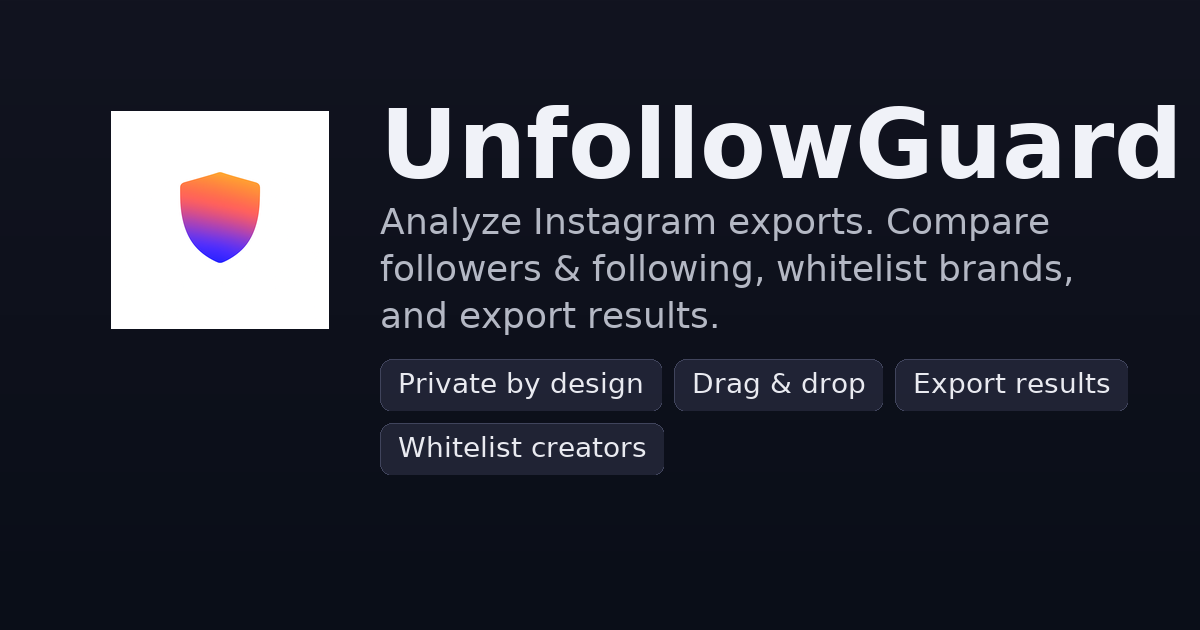 UnfollowGuard
Analyze Instagram exports. Compare
followers & following, whitelist brands,
and export results.
Private by design
Drag & drop
Export results
Whitelist creators